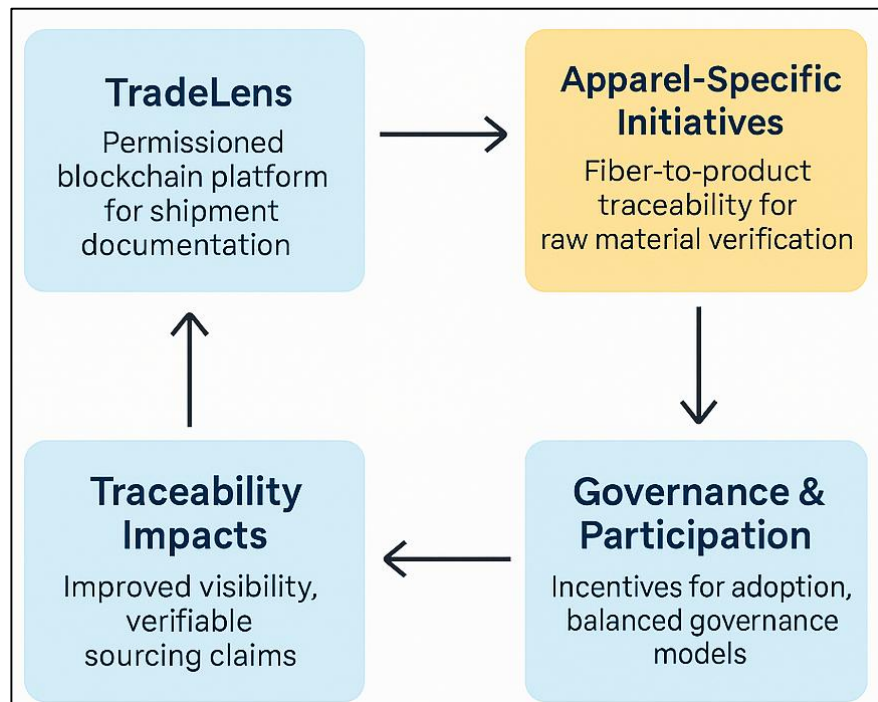 TradeLens
Permissioned
blockchain platform
for shipment
documentation
Apparel-Specific
Initiatives
Fiber-to-product
traceability for
raw material verification
Traceability
Impacts
Improved visibility,
verifiable
sourcing claims
Governance &
Participation
Incentives for adoption,
balanced governance
models